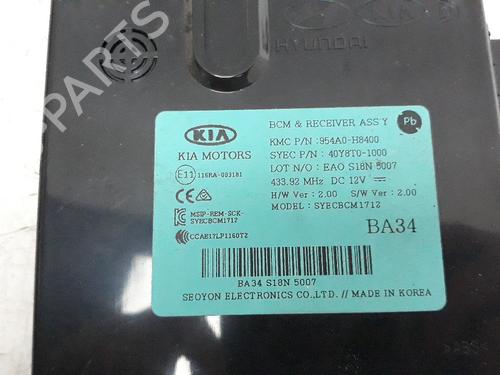 HYUNDAI
KIA
KIA MOTORS
BCM & RECEIVER ASS'Y
Pb
KMC P/N :954A0-H8400
SYEC P/N : 40Y8T0-1000
LOT N/O : EAO S18N 5007
E11 116RA-003181
433.92 MHz DC 12V
H/W Ver : 2.00 S/W Ver : 2.00
MSIP-REM-SCK-
SYECBCM1712
MODEL: SYECBCM1712
CCAB17LP1160T2
BA34
BA34 S18N 5007
SEOYON ELECTRONICS CO.,LTD. // MADE IN KOREA